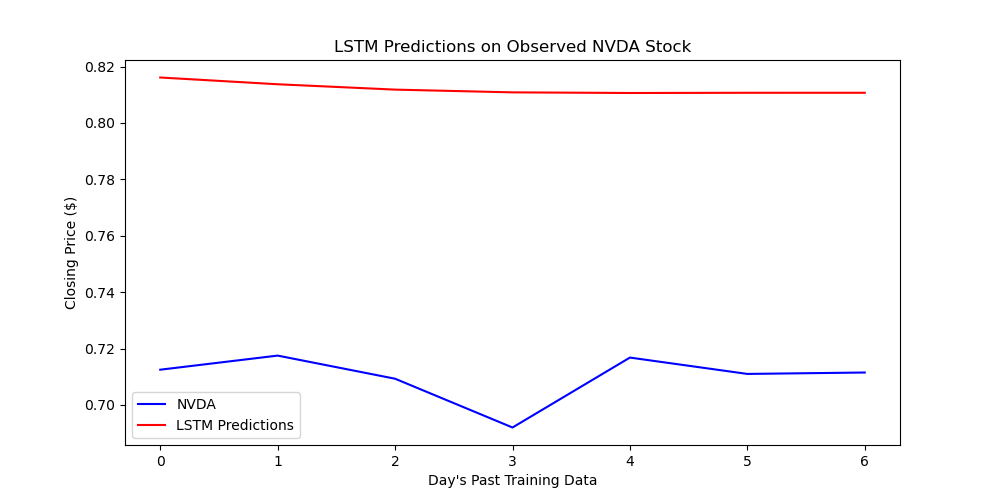 LSTM Predictions on Observed NVDA Stock
0.82
0.80
0.78
0.76
0.74
0.72
0.70
Closing Price ($)
NVDA
LSTM Predictions
0 1 2 3 4 5 6
Day's Past Training Data